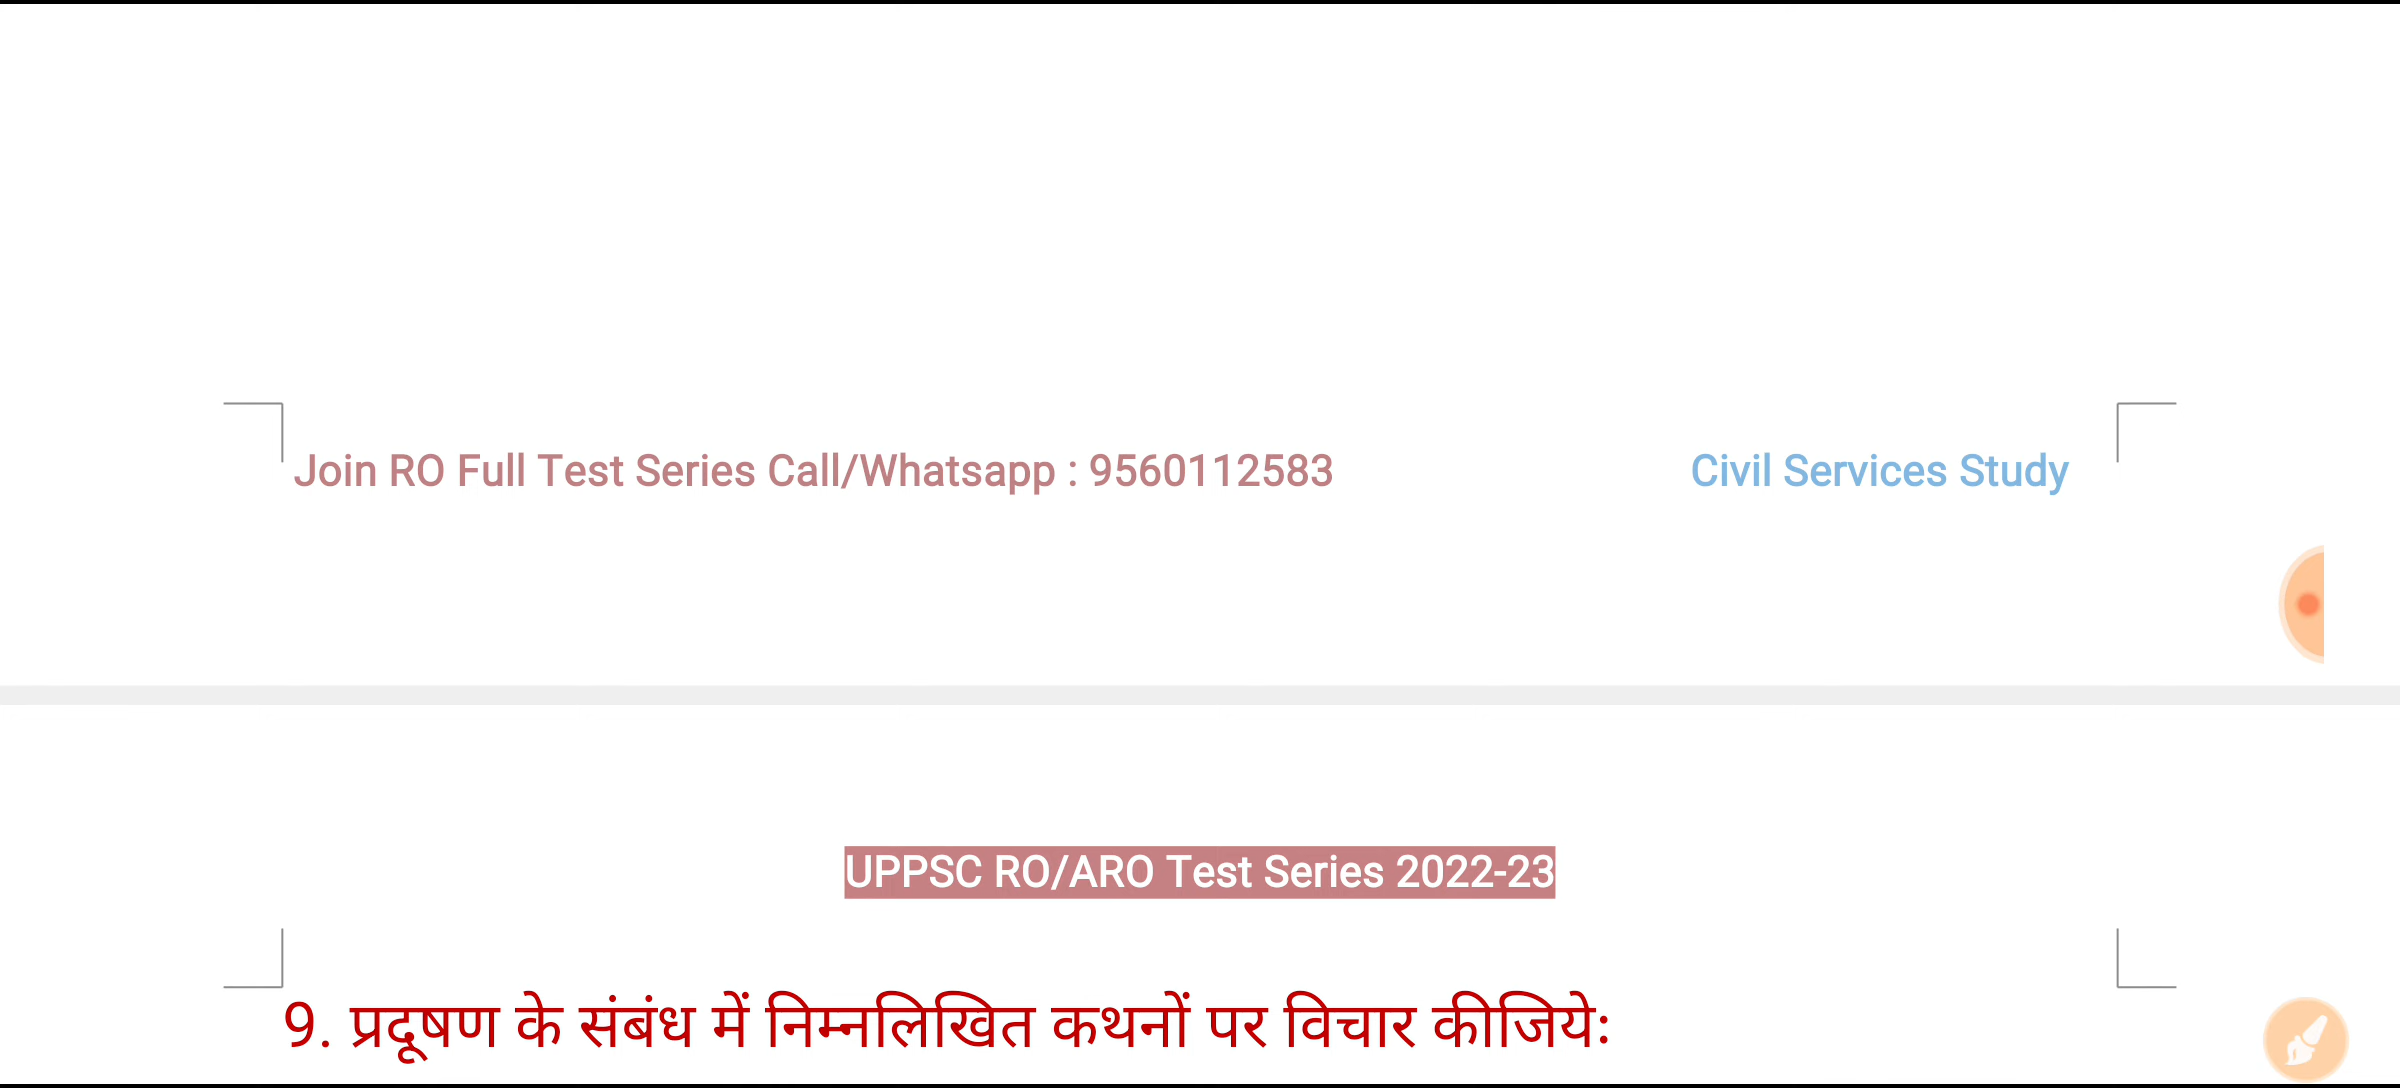 Join RO Full Test Series Call/Whatsapp : 9560112583 Civil Services Study
UPPSC RO/ARO Test Series 2022-23
9. प्रदूषण के संबंध में निम्नलिखित कथनों पर विचार कीजिये: